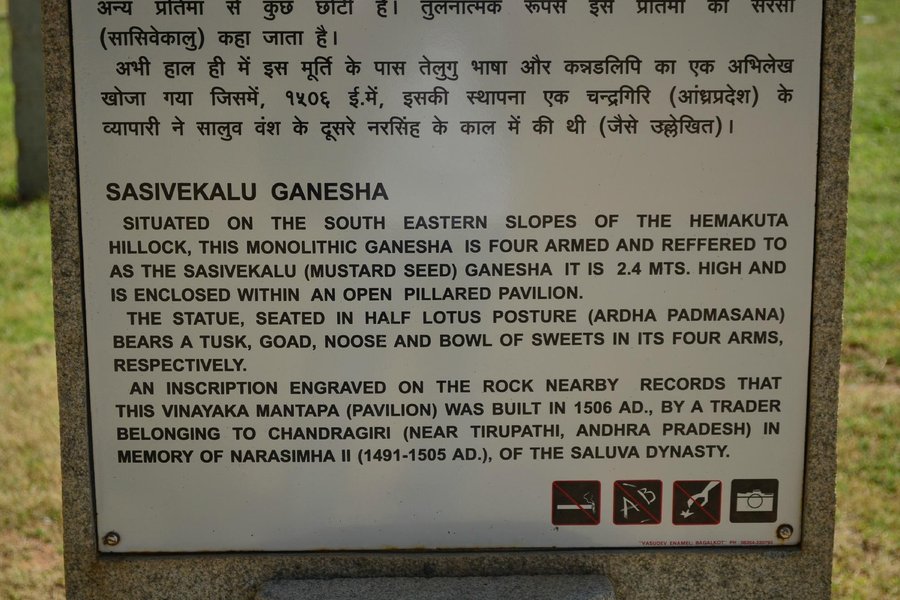 अन्य प्रतिमा से कुछ छोटी है। तुलनात्मक रूपसे इस प्रतिमा को सरसों
(सासिवेकालु) कहा जाता है।
अभी हाल ही में इस मूर्ति के पास तेलुगु भाषा और कन्नडलिपि का एक अभिलेख
खोजा गया जिसमें, १५०६ ई.में, इसकी स्थापना एक चन्द्रगिरि (आंध्रप्रदेश) के
व्यापारी ने सालुव वंश के दूसरे नरसिंह के काल में की थी (जैसे उल्लेखित)।
SASIVEKALU GANESHA
SITUATED ON THE SOUTH EASTERN SLOPES OF THE HEMAKUTA
HILLOCK, THIS MONOLITHIC GANESHA IS FOUR ARMED AND REFFERED TO
AS THE SASIVEKALU (MUSTARD SEED) GANESHA IT IS 2.4 MTS. HIGH AND
IS ENCLOSED WITHIN AN OPEN PILLARED PAVILION.
THE STATUE, SEATED IN HALF LOTUS POSTURE (ARDHA PADMASANA)
BEARS A TUSK, GOAD, NOOSE AND BOWL OF SWEETS IN ITS FOUR ARMS,
RESPECTIVELY.
AN INSCRIPTION ENGRAVED ON THE ROCK NEARBY RECORDS THAT
THIS VINAYAKA MANTAPA (PAVILION) WAS BUILT IN 1506 AD., BY A TRADER
BELONGING TO CHANDRAGIRI (NEAR TIRUPATHI, ANDHRA PRADESH) IN
MEMORY OF NARASIMHA II (1491-1505 AD.), OF THE SALUVA DYNASTY.
AB
"VASUDEV ENAMEL, BAGALKOT" PH :